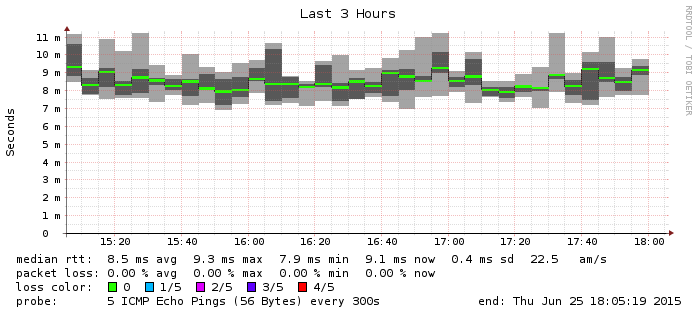 Last 3 Hours
RRDTOOL / TOBI OETIKER
Seconds
11 m
10 m
9 m
8 m
7 m
6 m
5 m
4 m
3 m
2 m
1 m
0
15:20 15:40 16:00 16:20 16:40 17:00 17:20 17:40 18:00
median rtt: 8.5 ms avg 9.3 ms max 7.9 ms min 9.1 ms now 0.4 ms sd 22.5 am/s
packet loss: 0.00 % avg 0.00 % max 0.00 % min 0.00 % now
loss color: 0 1/5 2/5 3/5 4/5
probe: 5 ICMP Echo Pings (56 Bytes) every 300s end: Thu Jun 25 18:05:19 2015